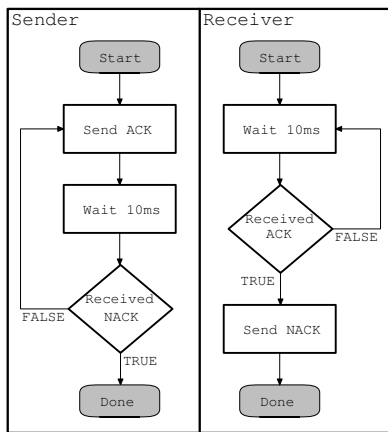 Sender
Start
Send ACK
Wait 10ms
Received
NACK
FALSE
TRUE
Done
Receiver
Start
Wait 10ms
Received
ACK
FALSE
TRUE
Send NACK
Done